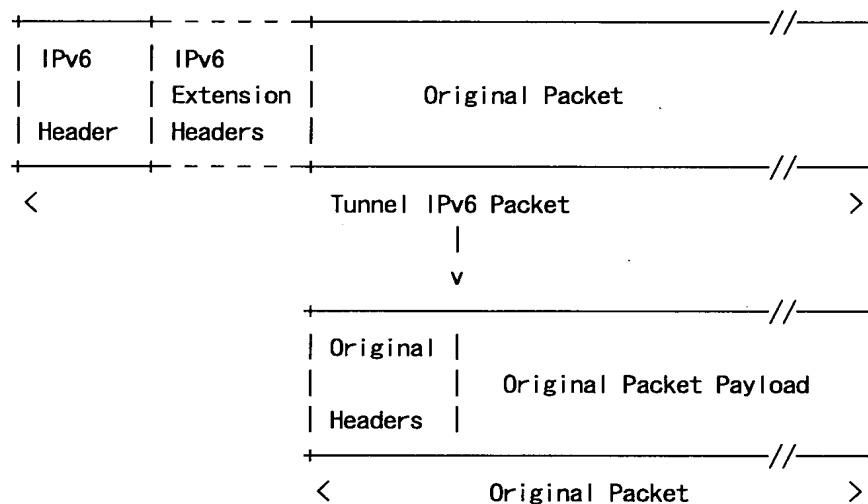 IPv6 IPv6
Extension Original Packet
Header Headers
< Tunnel IPv6 Packet >
|
v
Original
Original Packet Payload
Headers
< Original Packet >